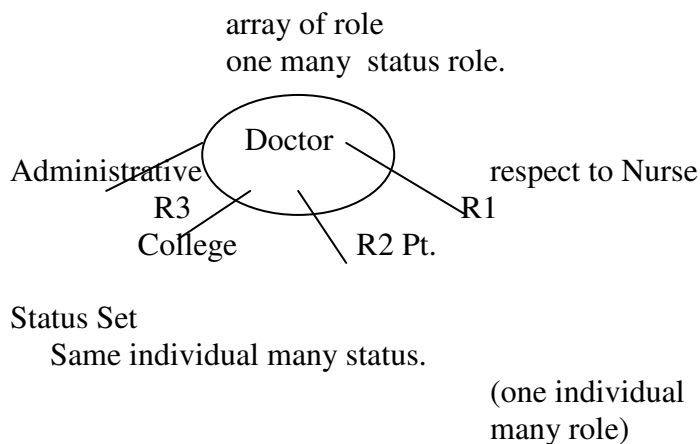 array of role
one many status role.
Doctor
Administrative respect to Nurse
R3 R1
College R2 Pt.
Status Set
Same individual many status.
(one individual
many role)